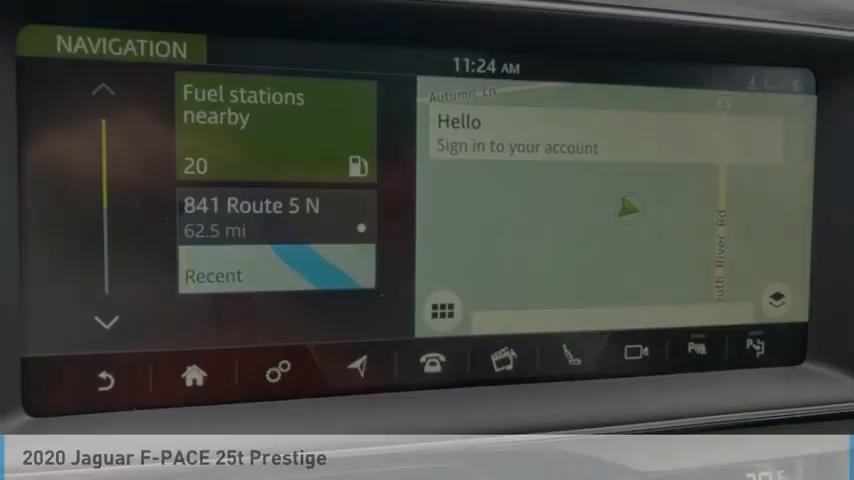 NAVIGATION
11:24 AM
Fuel stations
nearby
20
841 Route 5 N
62.5 mi
Recent
Autumn Ln
Hello
Sign in to your account
River Rd
2020 Jaguar F-PACE 25t Prestige